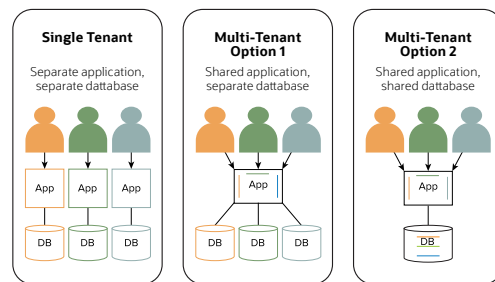 Single Tenant
Separate application,
separate dattabase
App
App
App
DB
DB
DB
Multi-Tenant
Option 1
Shared application,
separate dattabase
App
DB
DB
DB
Multi-Tenant
Option 2
Shared application,
shared dattabase
App
DB